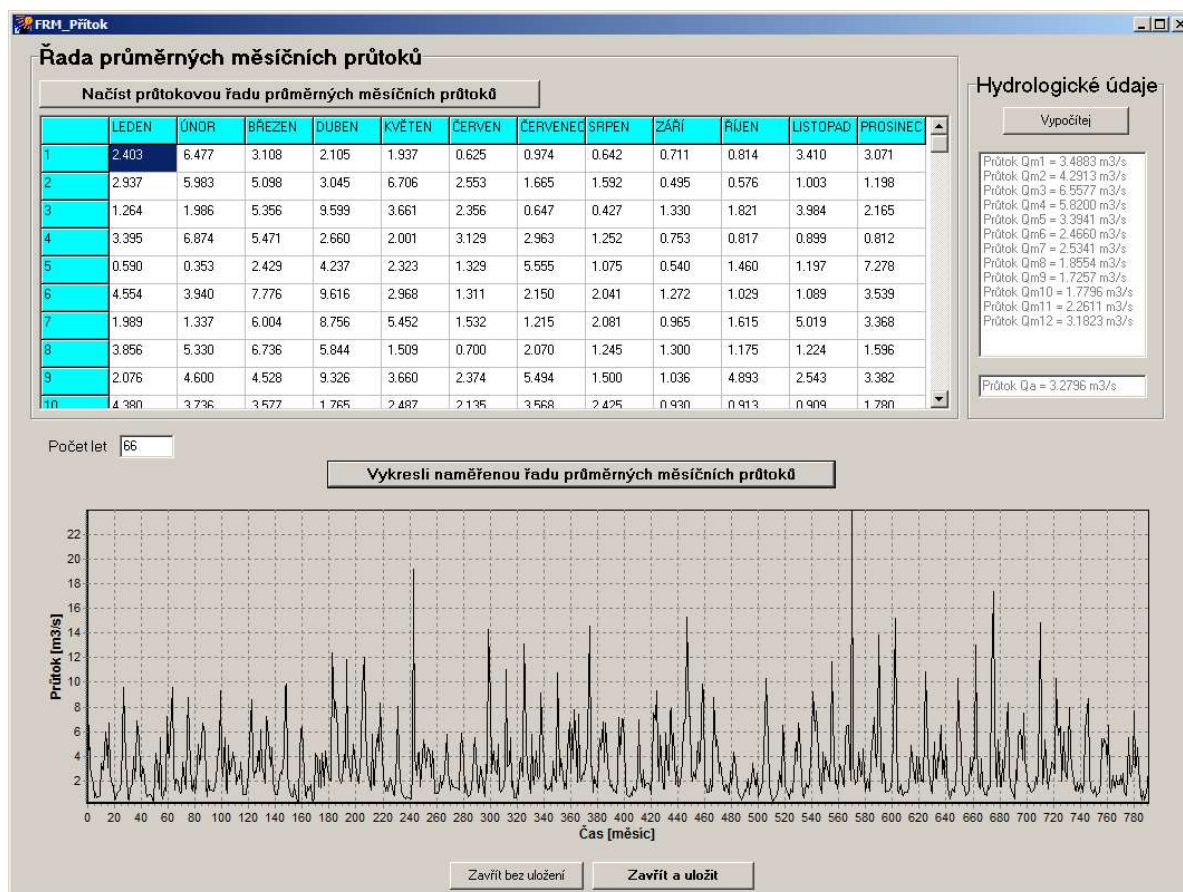 FRM_Přítok
Řada průměrných měsíčních průtoků
Načíst průtokovou řadu průměrných měsíčních průtoků
LEDEN ÚNOR BŘEZEN DUBEN KVĚTEN ČERVEN ČERVENEC SRPEN ZÁŘÍ ŘÍJEN LISTOPAD PROSINEC
1 2.403 6.477 3.108 2.105 1.937 0.625 0.974 0.642 0.711 0.814 3.410 3.071
2 2.937 5.983 5.098 3.045 6.706 2.553 1.665 1.592 0.495 0.576 1.003 1.198
3 1.264 1.986 5.356 9.599 3.661 2.356 0.647 0.427 1.330 1.821 3.984 2.165
4 3.395 6.874 5.471 2.660 2.001 3.129 2.963 1.252 0.753 0.817 0.899 0.812
5 0.590 0.353 2.429 4.237 2.323 1.329 5.555 1.075 0.540 1.460 1.197 7.278
6 4.554 3.940 7.776 9.616 2.968 1.311 2.150 2.041 1.272 1.029 1.089 3.539
7 1.989 1.337 6.004 8.756 5.452 1.532 1.215 2.081 0.965 1.615 5.019 3.368
8 3.856 5.330 6.736 5.844 1.509 0.700 2.070 1.245 1.300 1.175 1.224 1.596
9 2.076 4.600 4.528 9.326 3.660 2.374 5.494 1.500 1.036 4.893 2.543 3.382
10 4.380 3.736 3.577 1.765 2.487 2.135 3.568 2.425 0.930 0.913 0.909 1.780
Hydrologické údaje
Vypočítej
Průtok Qm1 = 3.4883 m3/s
Průtok Qm2 = 4.2913 m3/s
Průtok Qm3 = 6.5577 m3/s
Průtok Qm4 = 5.8200 m3/s
Průtok Qm5 = 3.3941 m3/s
Průtok Qm6 = 2.4660 m3/s
Průtok Qm7 = 2.5341 m3/s
Průtok Qm8 = 1.8554 m3/s
Průtok Qm9 = 1.7257 m3/s
Průtok Qm10 = 1.7796 m3/s
Průtok Qm11 = 2.2611 m3/s
Průtok Qm12 = 3.1823 m3/s
Průtok Qa = 3.2796 m3/s
Počet let 66
Vykresli naměřenou řadu průměrných měsíčních průtoků
Průtok [m3/s]
22
20
18
16
14
12
10
8
6
4
2
0 20 40 60 80 100 120 140 160 180 200 220 240 260 280 300 320 340 360 380 400 420 440 460 480 500 520 540 560 580 600 620 640 660 680 700 720 740 760 780
Čas [měsíc]
Zavřít bez uložení Zavřít a uložit